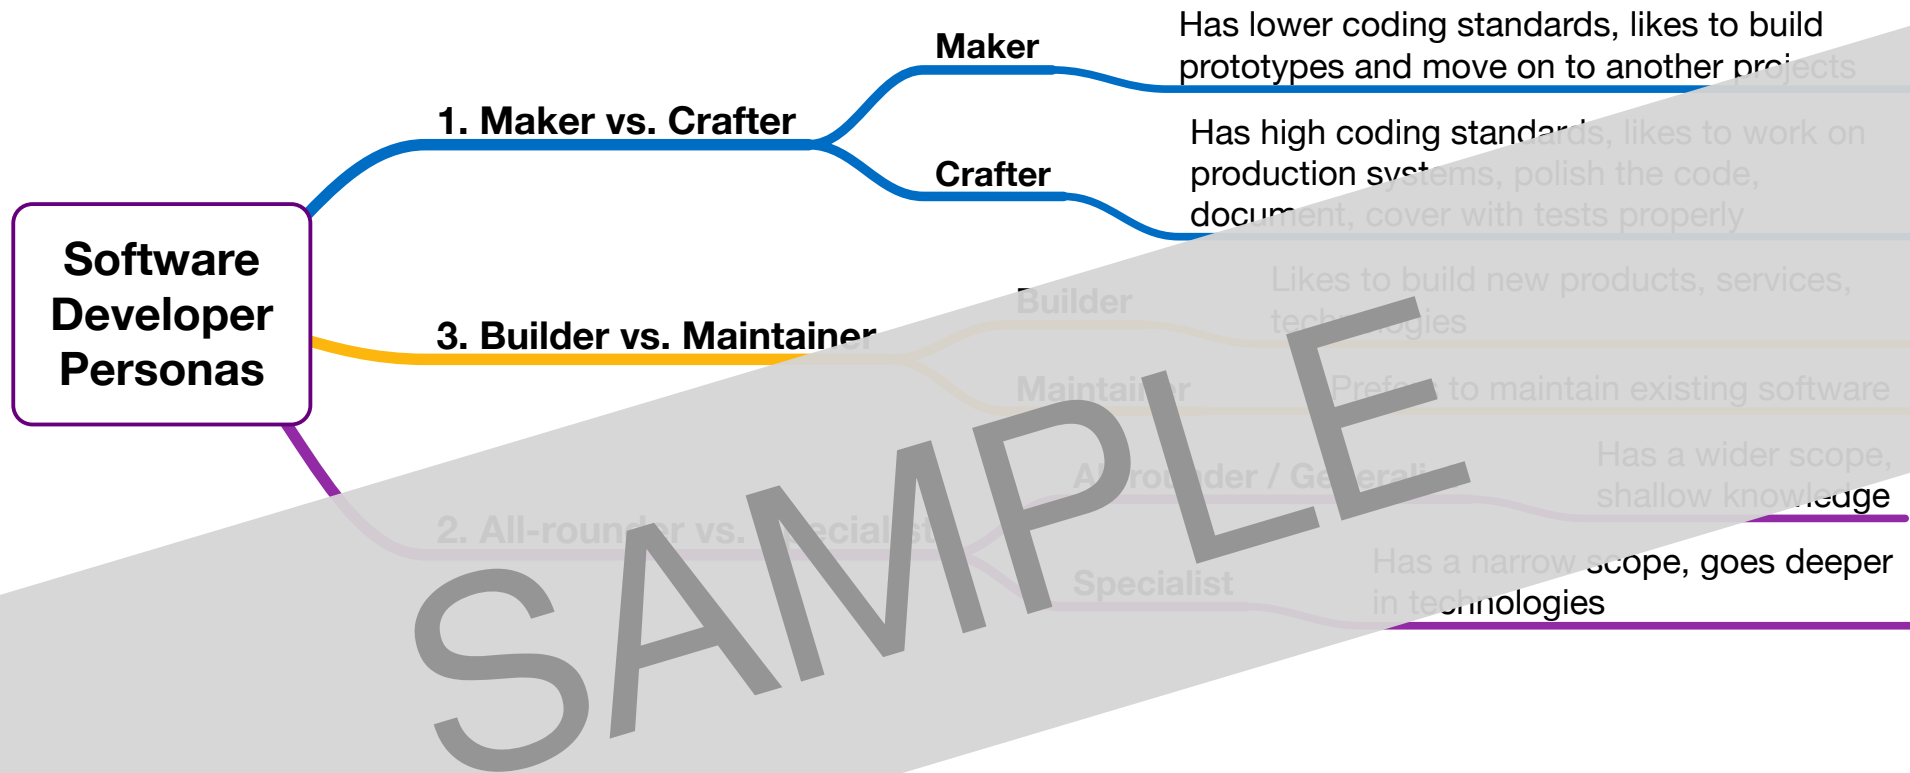 Software
Developer
Personas
1. Maker vs. Crafter
Maker
Has lower coding standards, likes to build
prototypes and move on to another projects
Crafter
Has high coding standards, likes to work on
production systems, polish the code,
document, cover with tests properly
3. Builder vs. Maintainer
Builder
Likes to build new products, services,
technologies
Maintainer
Prefers to maintain existing software
2. All-rounder vs. Specialist
All-rounder / Generalist
Has a wider scope,
shallow knowledge
Specialist
Has a narrow scope, goes deeper
in technologies
SAMPLE